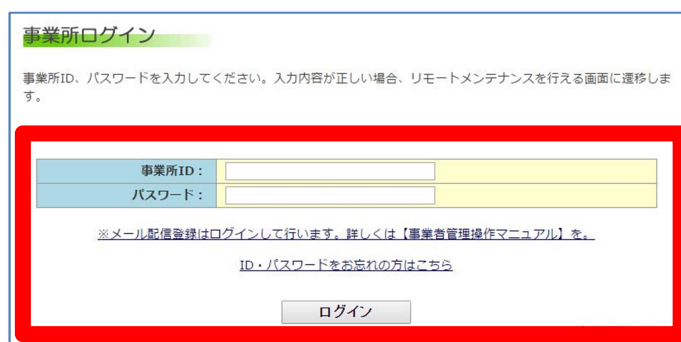 事業所ログイン
事業所ID、パスワードを入力してください。入力内容が正しい場合、リモートメンテナンスを行える画面に遷移しま
す。
事業所ID：
パスワード：
※メール配信登録はログインして行います。詳しくは【事業者管理操作マニュアル】を。
ID・パスワードをお忘れの方はこちら
ログイン